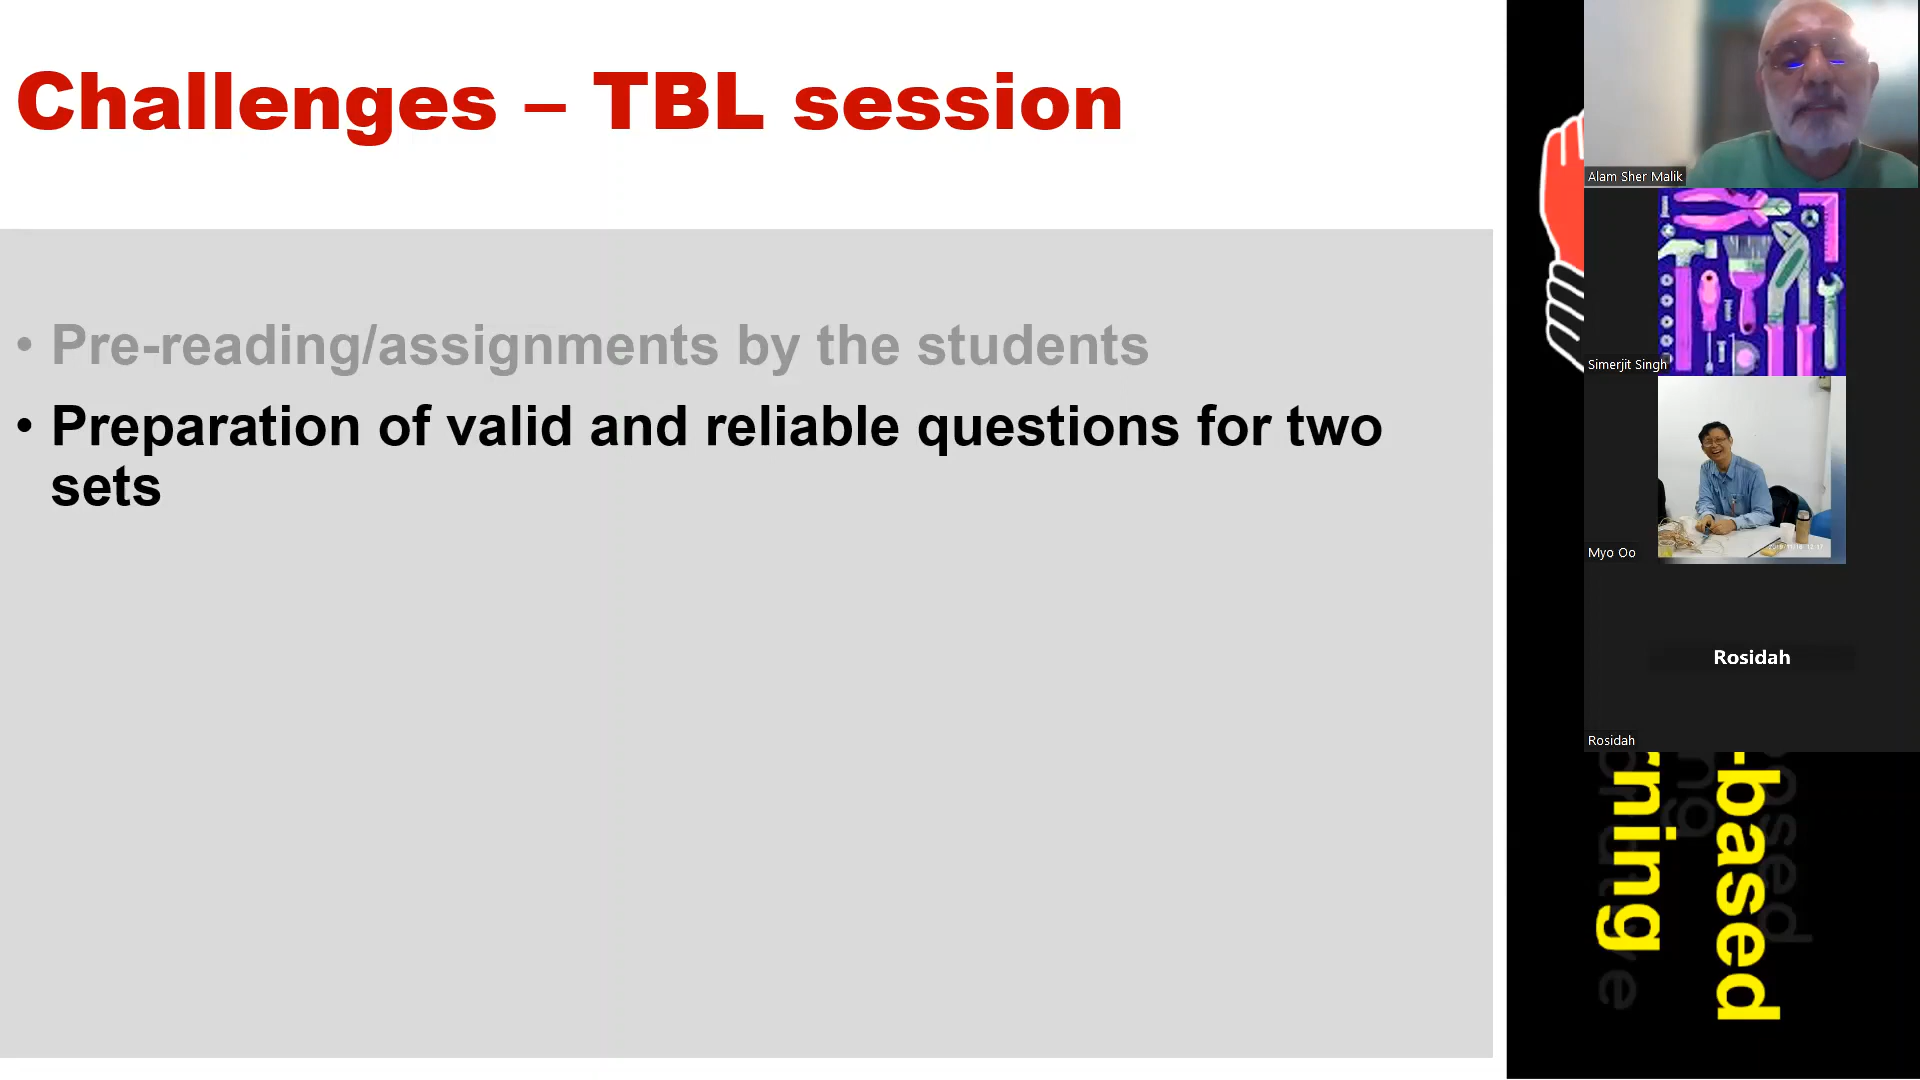 Challenges – TBL session
• Pre-reading/assignments by the students
• Preparation of valid and reliable questions for two
sets
Alam Sher Malik
Simerjit Singh
Myo Oo
Rosidah
Rosidah
-based
rning